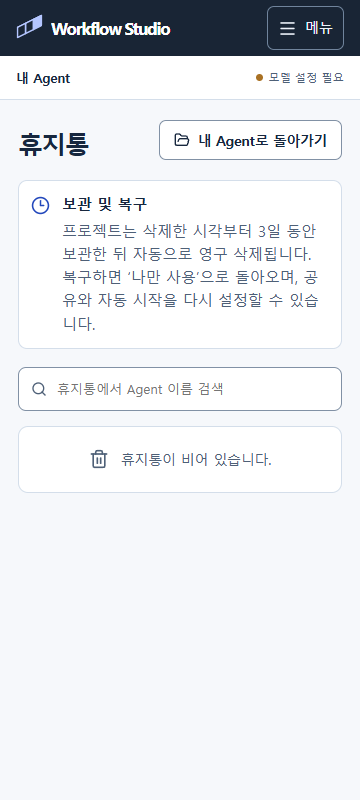 Workflow Studio
메뉴
내 Agent
모델 설정 필요
휴지통
내 Agent로 돌아가기
보관 및 복구
프로젝트는 삭제한 시각부터 3일 동안
보관한 뒤 자동으로 영구 삭제됩니다.
복구하면 ‘나만 사용’으로 돌아오며, 공
유와 자동 시작을 다시 설정할 수 있습
니다.
휴지통에서 Agent 이름 검색
휴지통이 비어 있습니다.